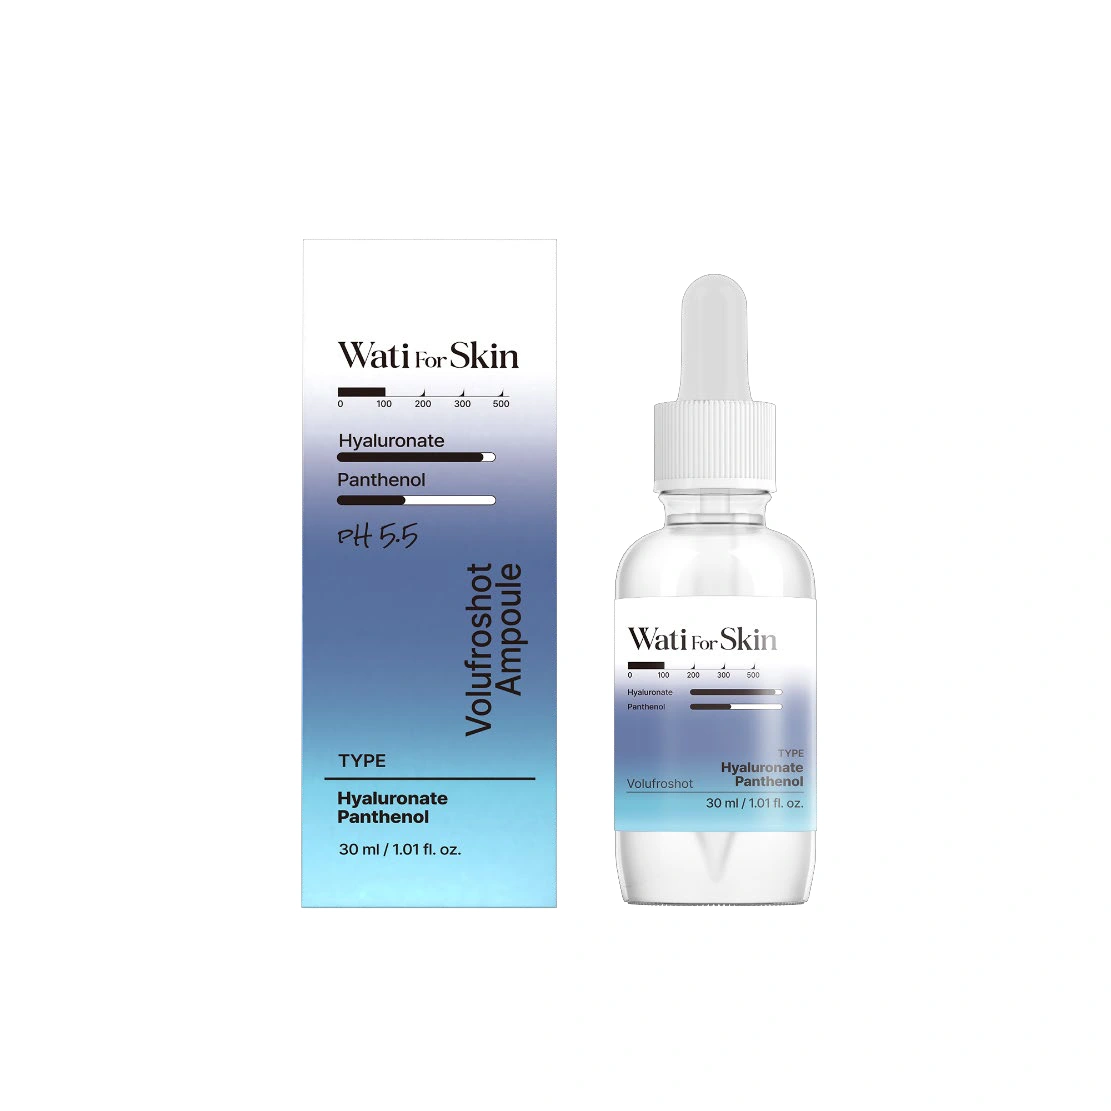 Wati For Skin
0 100 200 300 500
Hyaluronate
Panthenol
pH 5.5
Volufroshot
Ampoule
TYPE
Hyaluronate
Panthenol
30 ml / 1.01 fl. oz.
Wati For Skin
0 100 200 300 500
Hyaluronate
Panthenol
TYPE
Hyaluronate
Panthenol
Volufroshot
30 ml / 1.01 fl. oz.